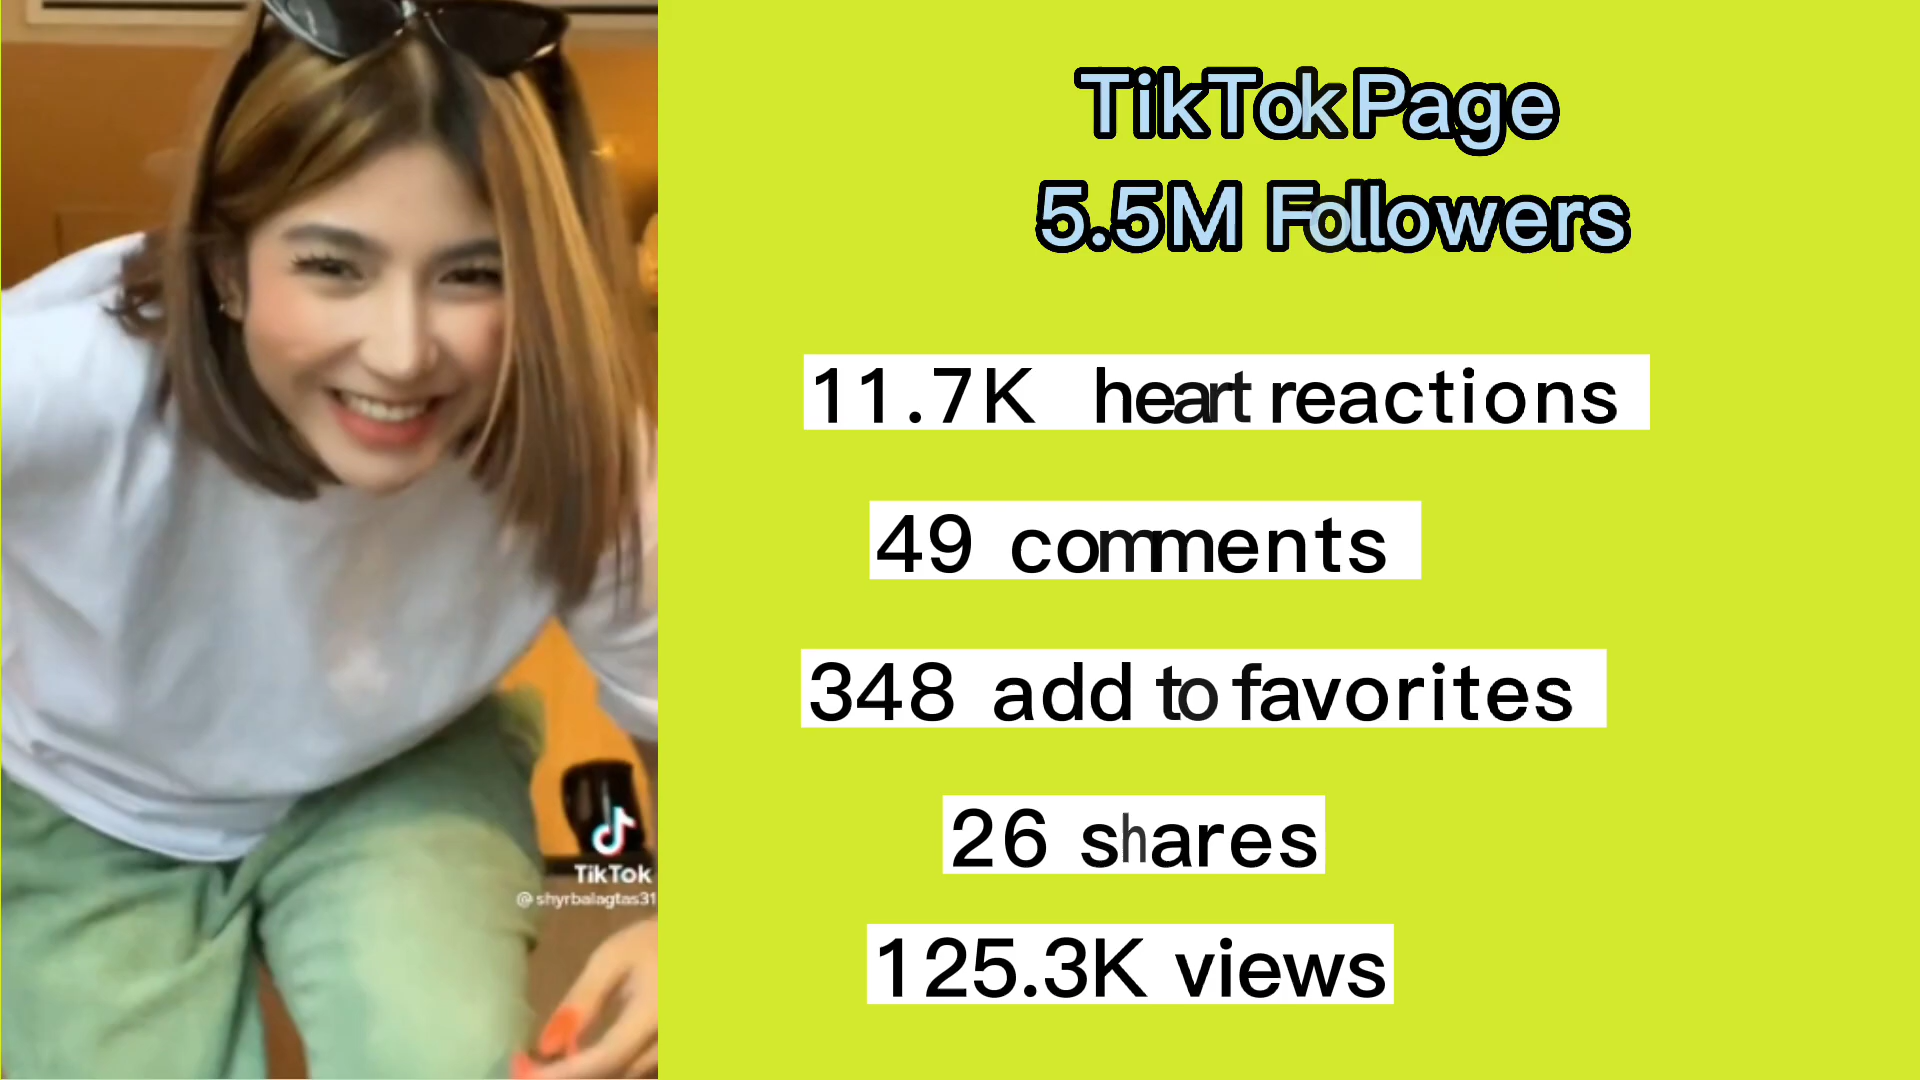 TikTok Page
5.5M Followers
11.7K heart reactions
49 comments
348 add to favorites
26 shares
125.3K views
TikTok
@shyrbalagtas31